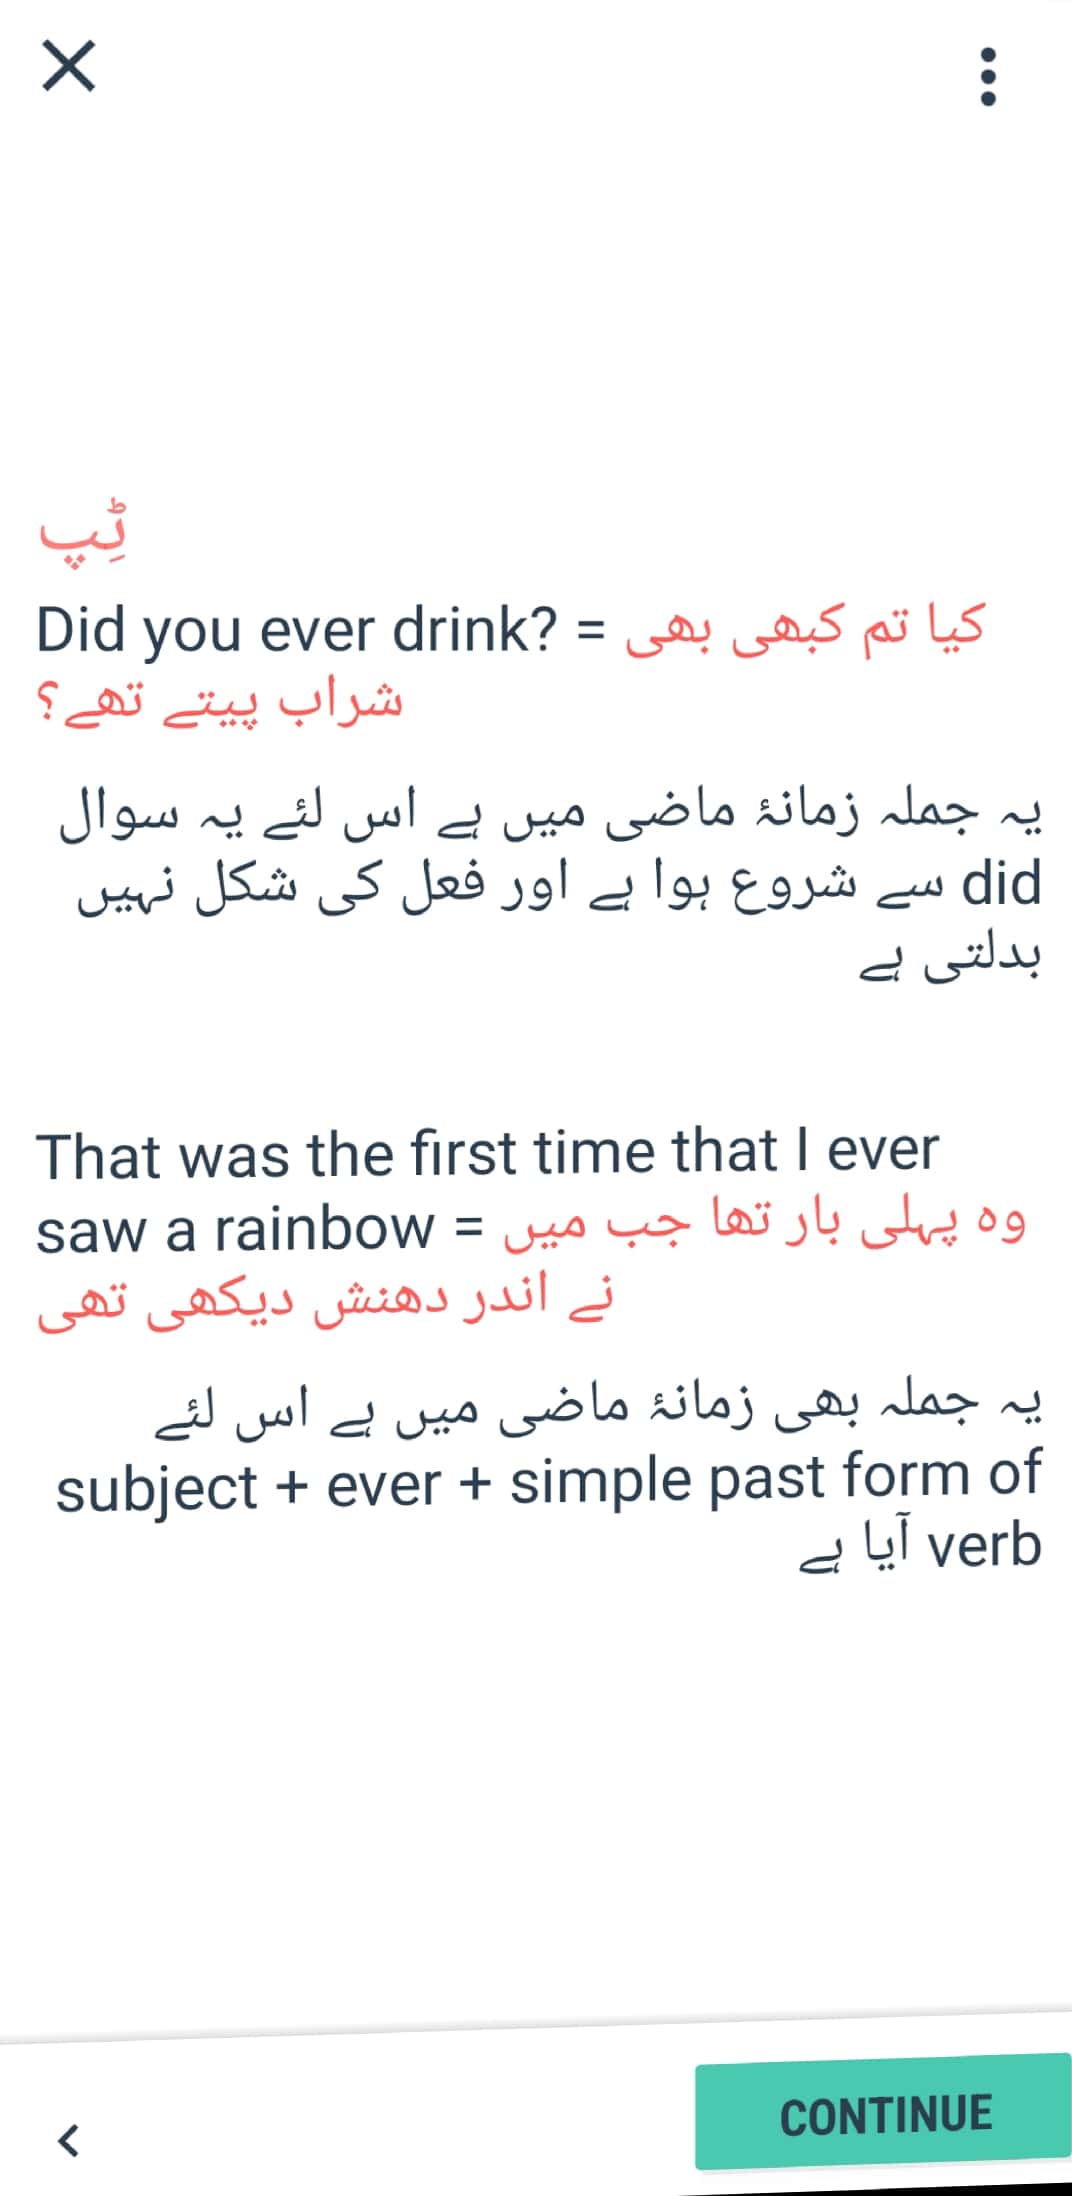 ٹِپ
Did you ever drink? = کیا تم کبھی بھی
شراب پیتے تھے؟
یہ جملہ زمانۂ ماضی میں ہے اس لئے یہ سوال
did سے شروع ہوا ہے اور فعل کی شکل نہیں
بدلتی ہے
That was the first time that I ever
saw a rainbow = وہ پہلی بار تھا جب میں
نے اندر دھنش دیکھی تھی
یہ جملہ بھی زمانۂ ماضی میں ہے اس لئے
subject + ever + simple past form of
verb آیا ہے
CONTINUE